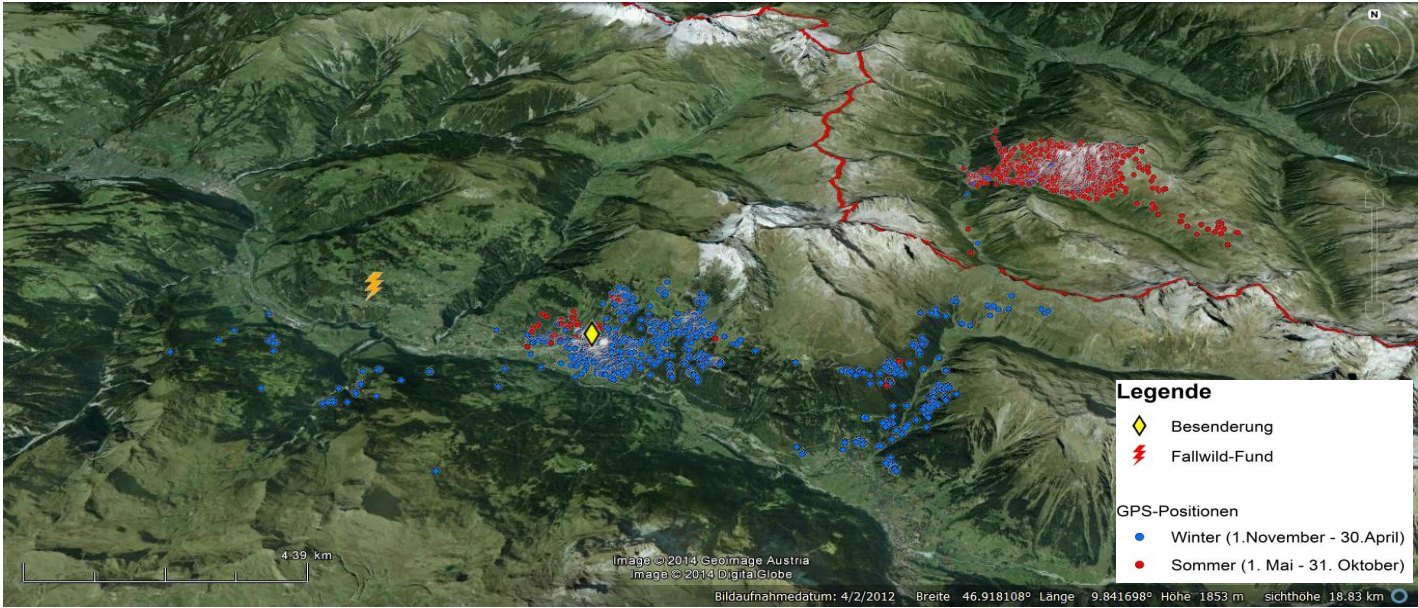 N
Legende
Besenderung
Fallwild-Fund
GPS-Positionen
Winter (1.November - 30.April)
Sommer (1. Mai - 31. Oktober)
4.39 km
Image © 2014 Geoimage Austria
Image © 2014 DigitalGlobe
Bildaufnahmedatum: 4/2/2012 Breite 46.918108° Länge 9.841698° Höhe 1853 m sichthöhe 18.83 km